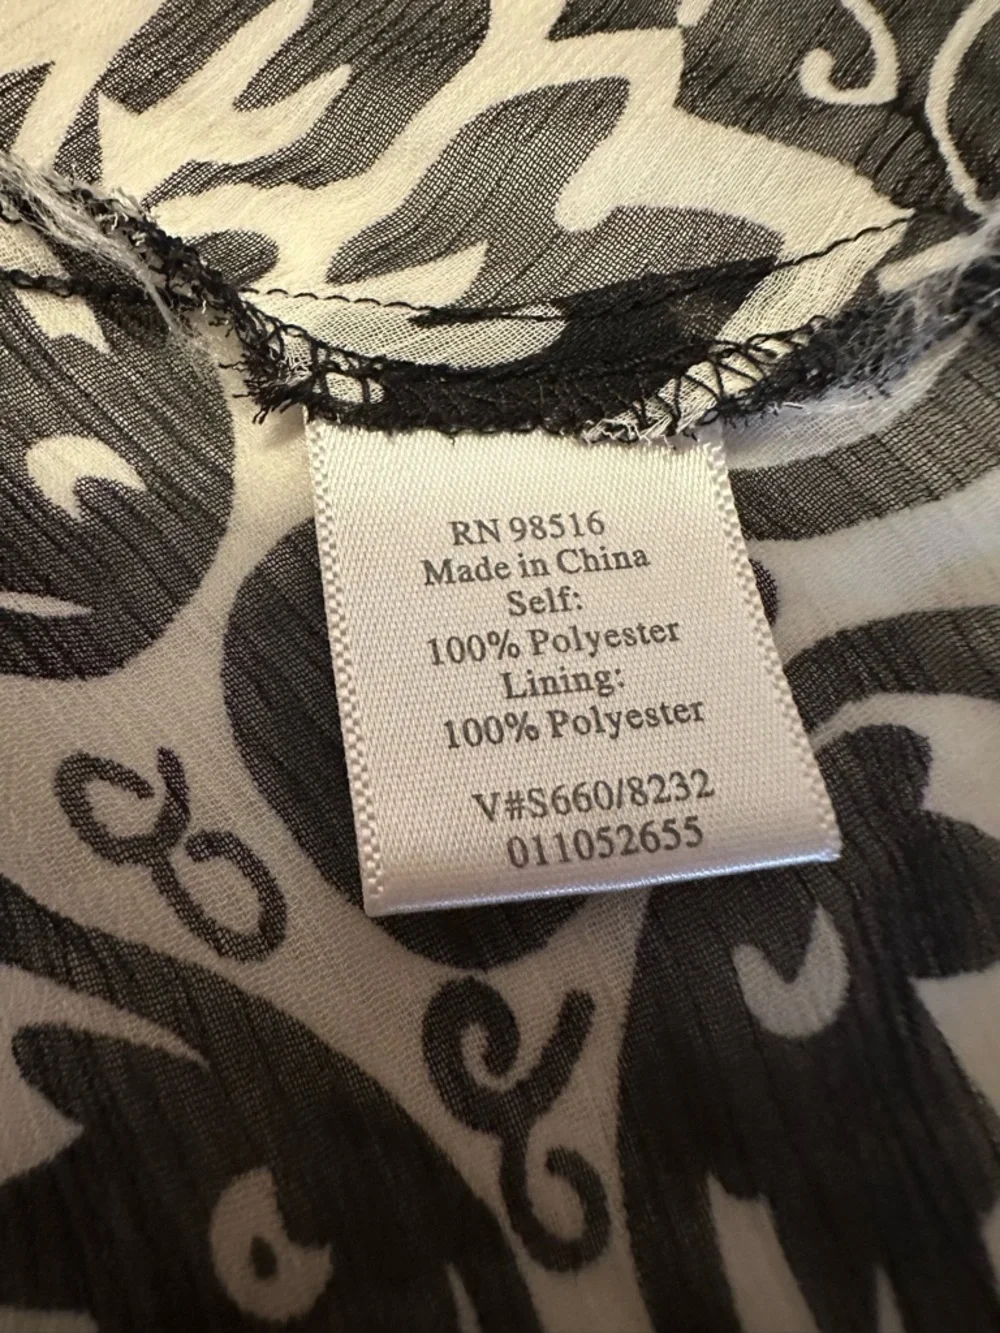 RN 98516
Made in China
Self:
100% Polyester
Lining:
100% Polyester
V#S660/8232
011052655